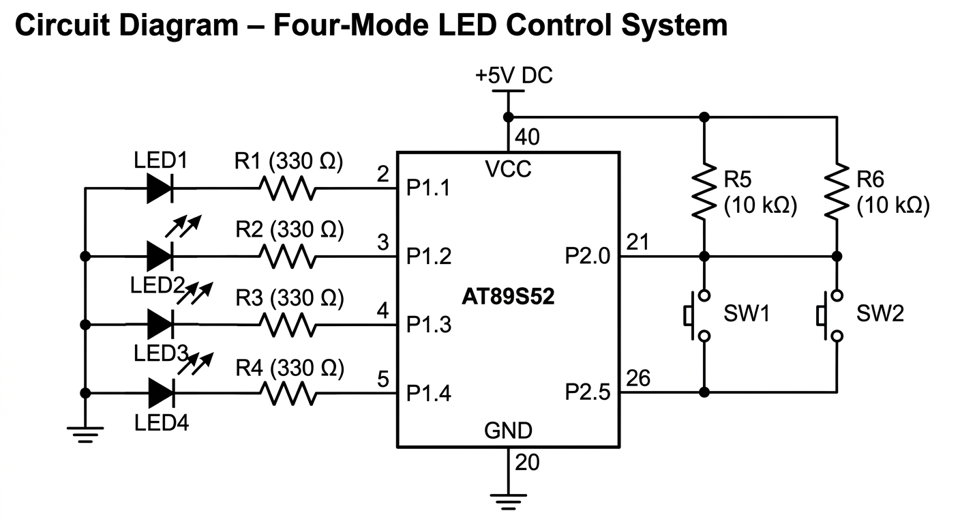 Circuit Diagram – Four-Mode LED Control System
+5V DC
40
VCC
LED1
R1 (330 Ω)
2
P1.1
R5
(10 kΩ)
R6
(10 kΩ)
R2 (330 Ω)
3
P1.2
P2.0
21
LED2
R3 (330 Ω)
4
P1.3
AT89S52
SW1
SW2
LED3
R4 (330 Ω)
5
P1.4
P2.5
26
LED4
GND
20